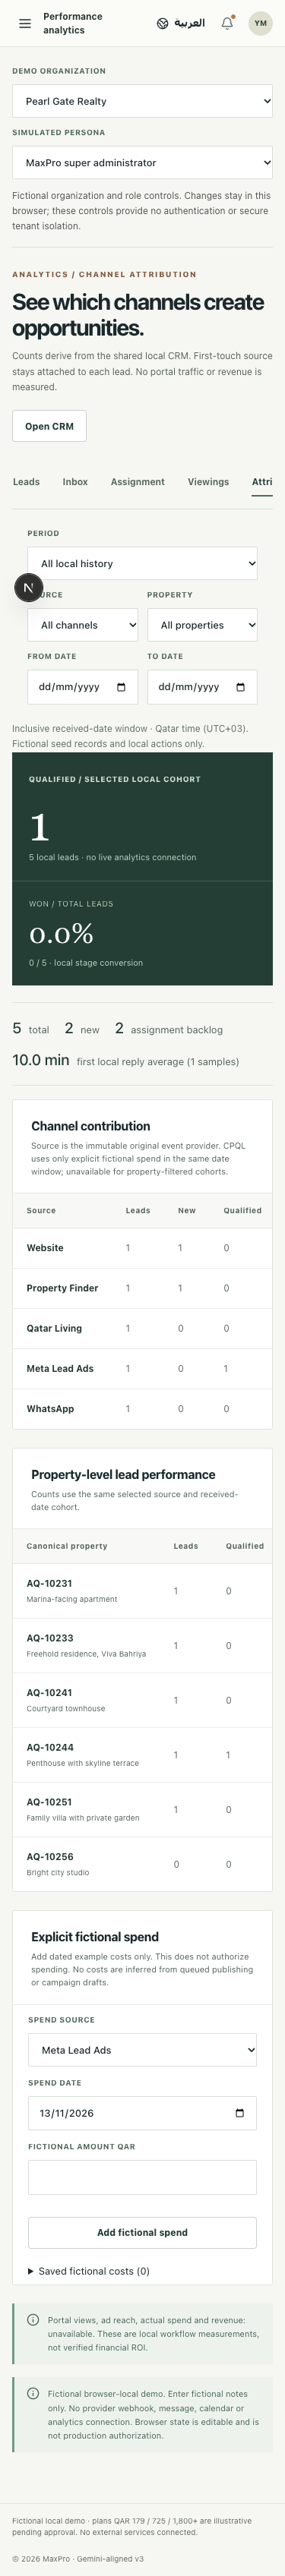 Performance
analytics
العربية
YM
DEMO ORGANIZATION
Pearl Gate Realty
SIMULATED PERSONA
MaxPro super administrator
Fictional organization and role controls. Changes stay in this
browser; these controls provide no authentication or secure
tenant isolation.
ANALYTICS / CHANNEL ATTRIBUTION
See which channels create
opportunities.
Counts derive from the shared local CRM. First-touch source
stays attached to each lead. No portal traffic or revenue is
measured.
Open CRM
Leads Inbox Assignment Viewings Attri
PERIOD
All local history
N
URCE PROPERTY
All channels All properties
FROM DATE TO DATE
dd/mm/yyyy dd/mm/yyyy
Inclusive received-date window · Qatar time (UTC+03).
Fictional seed records and local actions only.
QUALIFIED / SELECTED LOCAL COHORT
1
5 local leads · no live analytics connection
WON / TOTAL LEADS
0.0%
0 / 5 · local stage conversion
5 total 2 new 2 assignment backlog
10.0 min first local reply average (1 samples)
Channel contribution
Source is the immutable original event provider. CPQL
uses only explicit fictional spend in the same date
window; unavailable for property-filtered cohorts.
Source Leads New Qualified
Website 1 1 0
Property Finder 1 1 0
Qatar Living 1 0 0
Meta Lead Ads 1 0 1
WhatsApp 1 0 0
Property-level lead performance
Counts use the same selected source and received-
date cohort.
Canonical property Leads Qualified
AQ-10231 1 0
Marina-facing apartment
AQ-10233 1 0
Freehold residence, Viva Bahriya
AQ-10241 1 0
Courtyard townhouse
AQ-10244 1 1
Penthouse with skyline terrace
AQ-10251 1 0
Family villa with private garden
AQ-10256 0 0
Bright city studio
Explicit fictional spend
Add dated example costs only. This does not authorize
spending. No costs are inferred from queued publishing
or campaign drafts.
SPEND SOURCE
Meta Lead Ads
SPEND DATE
13/11/2026
FICTIONAL AMOUNT QAR
Add fictional spend
Saved fictional costs (0)
Portal views, ad reach, actual spend and revenue:
unavailable. These are local workflow measurements,
not verified financial ROI.
Fictional browser-local demo. Enter fictional notes
only. No provider webhook, message, calendar or
analytics connection. Browser state is editable and is
not production authorization.
Fictional local demo · plans QAR 179 / 725 / 1,800+ are illustrative
pending approval. No external services connected.
© 2026 MaxPro · Gemini-aligned v3